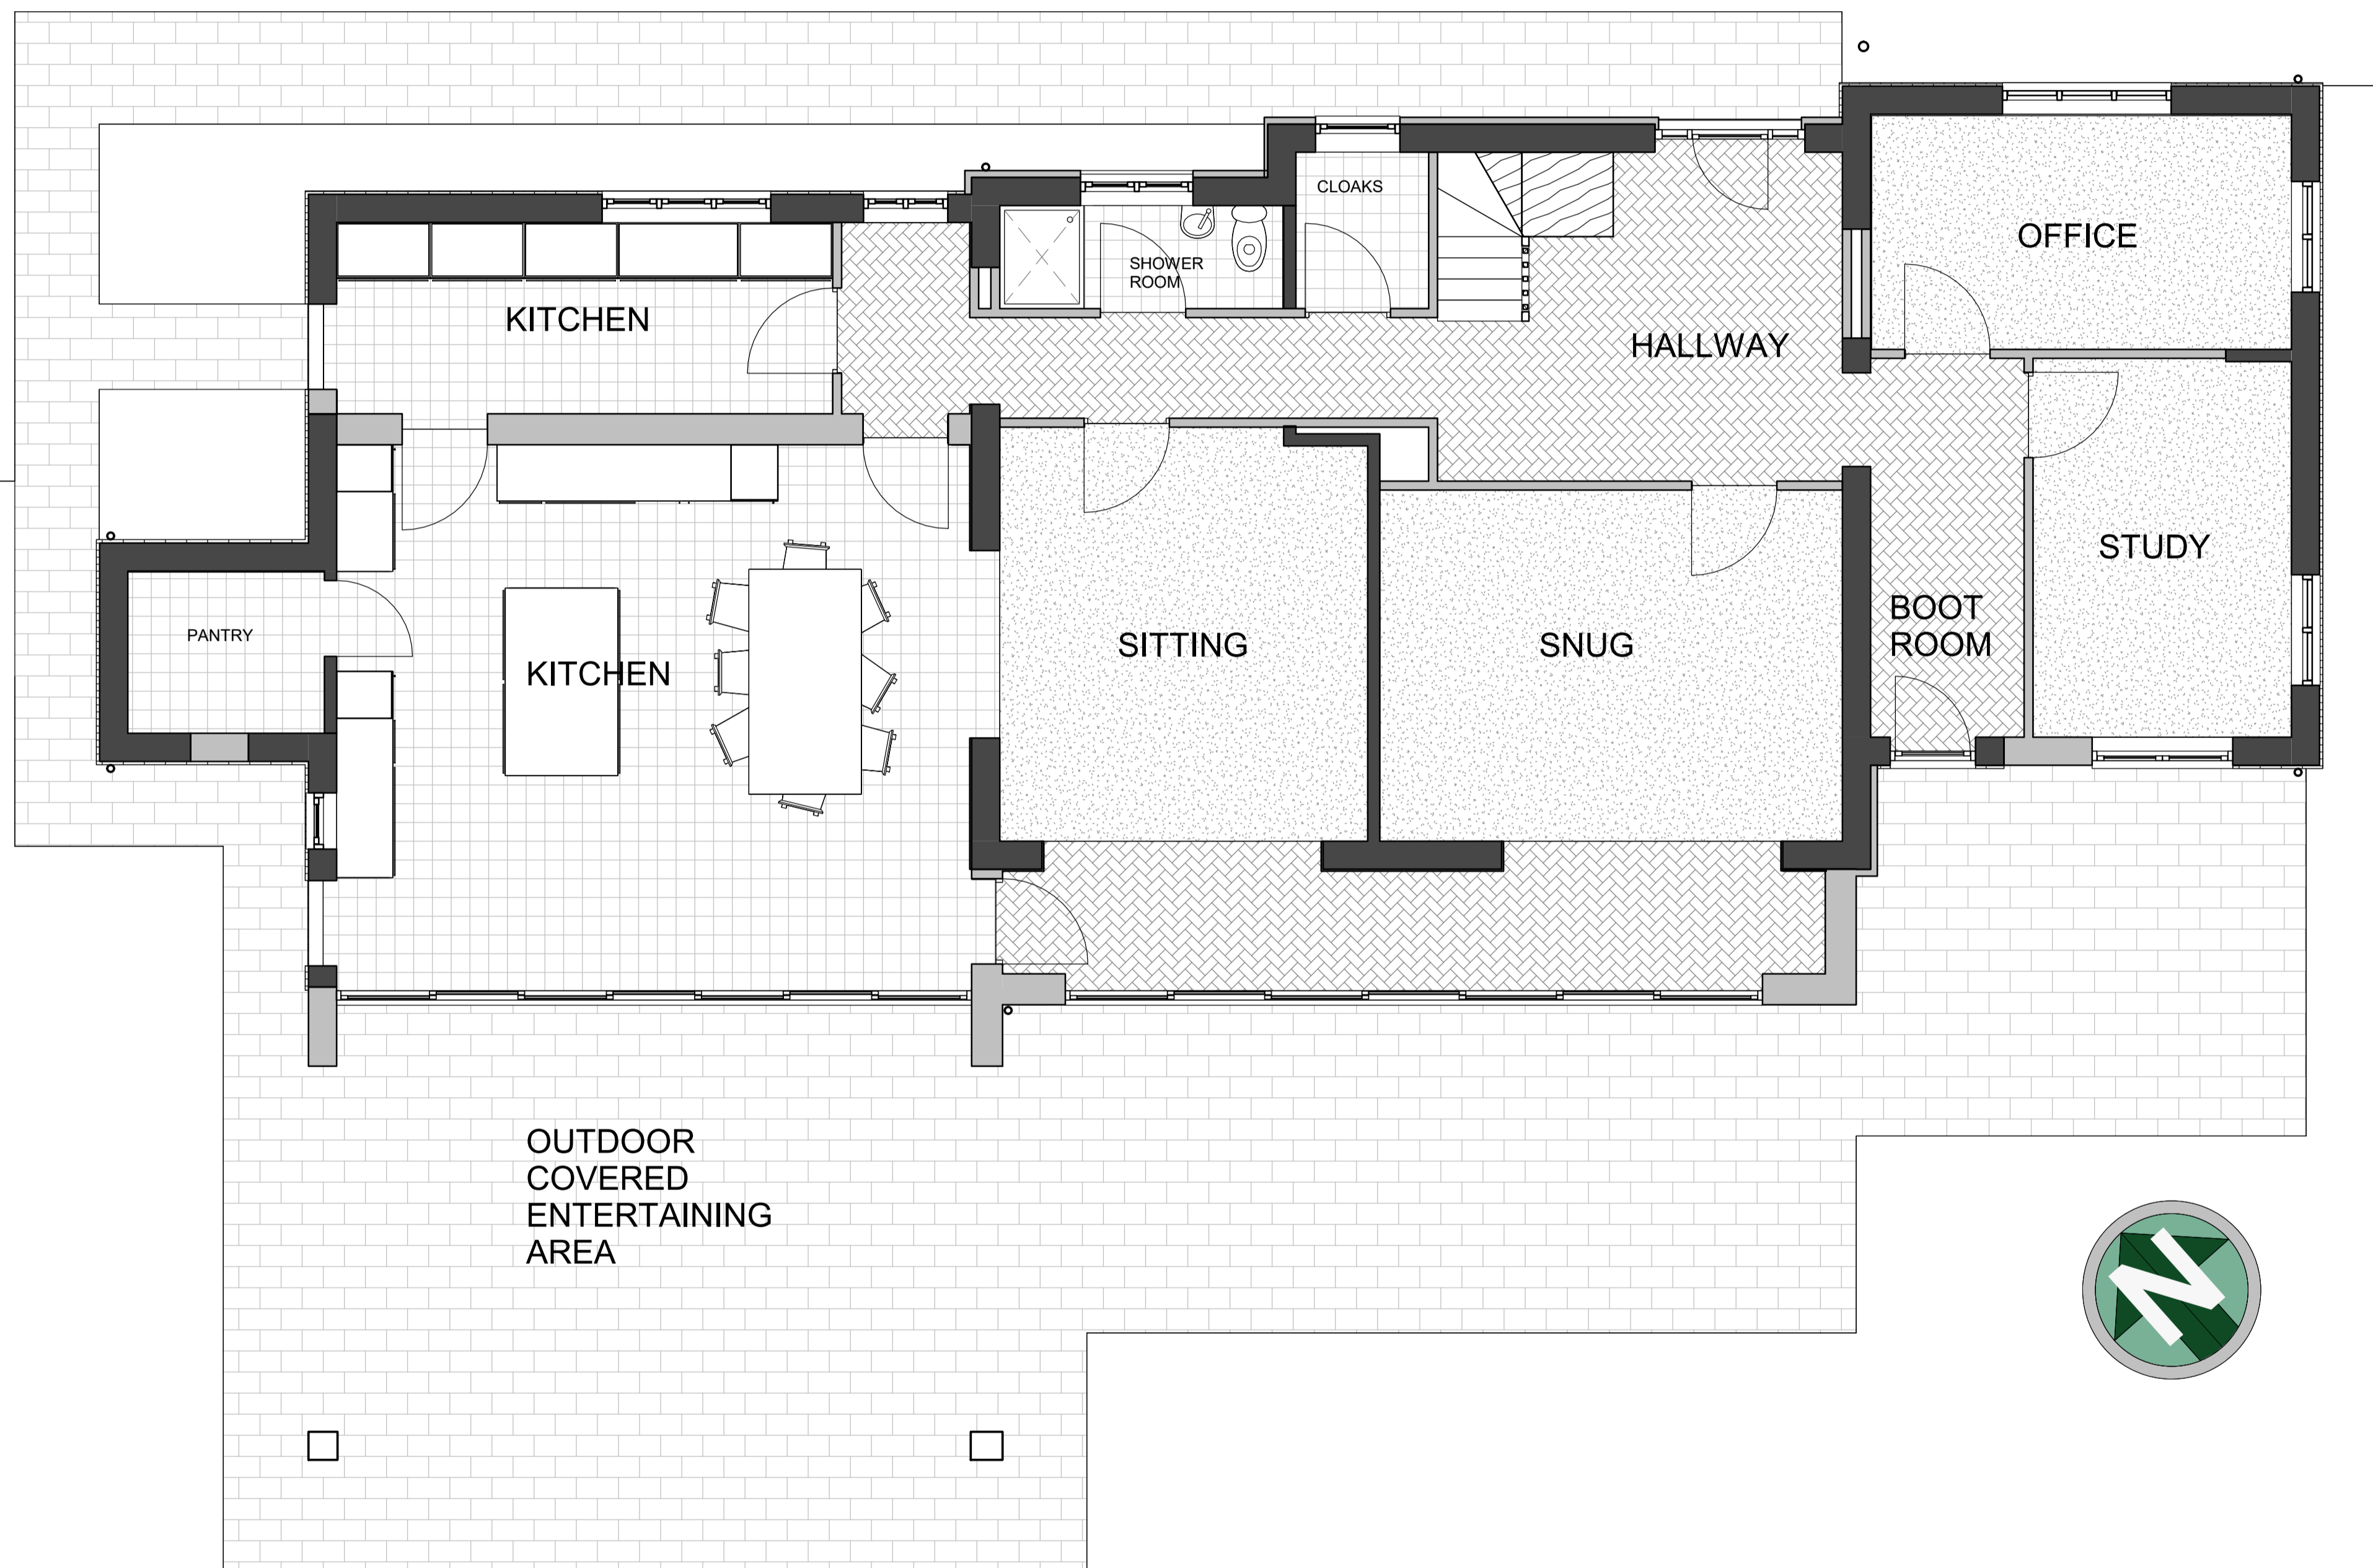 CLOAKS
OFFICE
SHOWER
ROOM
KITCHEN
HALLWAY
STUDY
BOOT
ROOM
PANTRY
KITCHEN
SITTING
SNUG
OUTDOOR
COVERED
ENTERTAINING
AREA
N